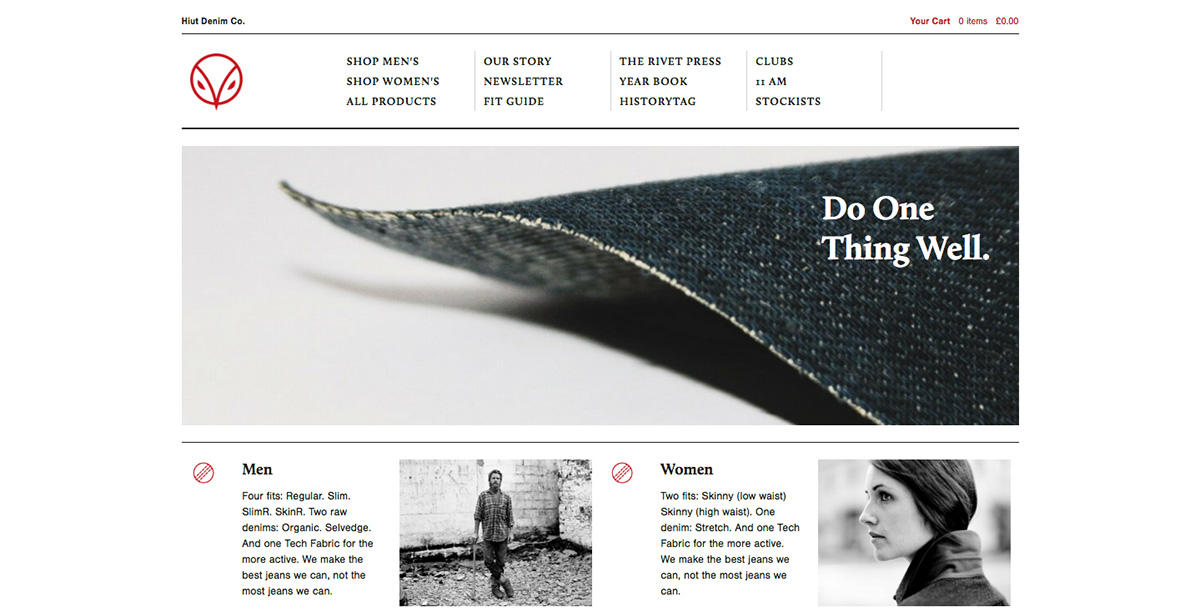 Hiut Denim Co.
Your Cart 0 items £0.00
SHOP MEN'S
SHOP WOMEN'S
ALL PRODUCTS
OUR STORY
NEWSLETTER
FIT GUIDE
THE RIVET PRESS
YEAR BOOK
HISTORYTAG
CLUBS
11 AM
STOCKISTS
Do One
Thing Well.
Men
Four fits: Regular. Slim.
SlimR. SkinR. Two raw
denims: Organic. Selvedge.
And one Tech Fabric for the
more active. We make the
best jeans we can, not the
most jeans we can.
Women
Two fits: Skinny (low waist)
Skinny (high waist). One
denim: Stretch. And one Tech
Fabric for the more active.
We make the best jeans we
can, not the most jeans we
can.